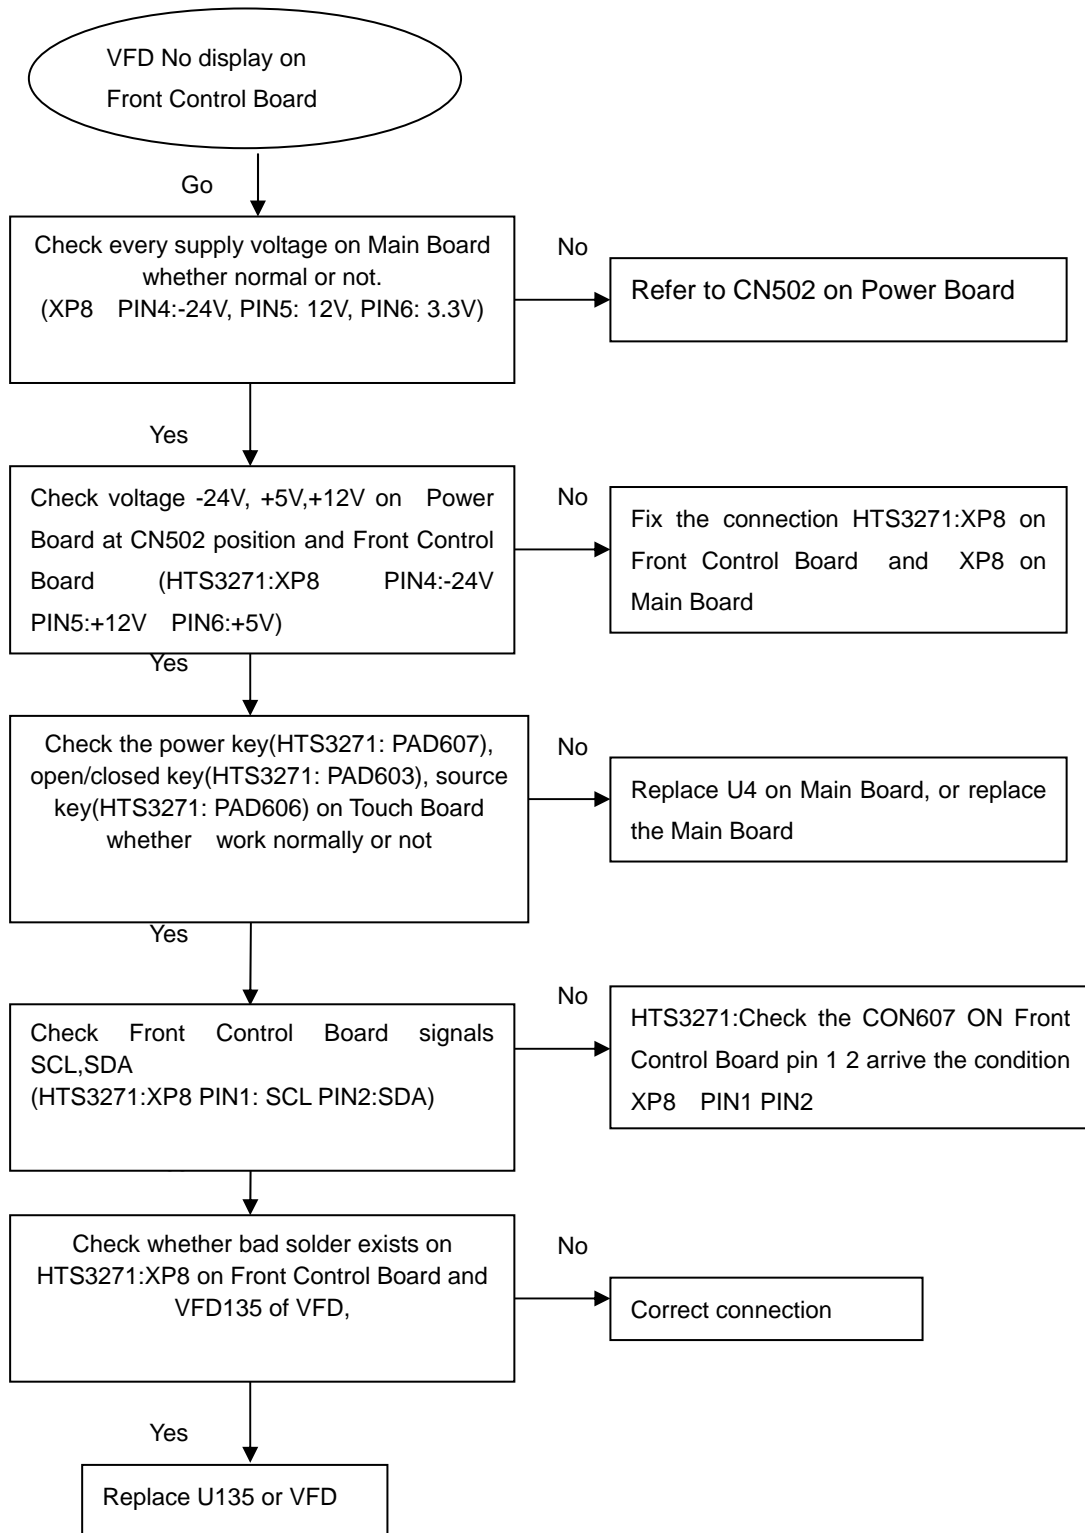 VFD No display on
Front Control Board
Go
Check every supply voltage on Main Board
whether normal or not.
(XP8 PIN4:-24V, PIN5: 12V, PIN6: 3.3V)
No
Refer to CN502 on Power Board
Yes
Check voltage -24V, +5V,+12V on Power
Board at CN502 position and Front Control
Board (HTS3271:XP8 PIN4:-24V
PIN5:+12V PIN6:+5V)
No
Fix the connection HTS3271:XP8 on
Front Control Board and XP8 on
Main Board
Yes
Check the power key(HTS3271: PAD607),
open/closed key(HTS3271: PAD603), source
key(HTS3271: PAD606) on Touch Board
whether work normally or not
No
Replace U4 on Main Board, or replace
the Main Board
Yes
Check Front Control Board signals
SCL,SDA
(HTS3271:XP8 PIN1: SCL PIN2:SDA)
No
HTS3271:Check the CON607 ON Front
Control Board pin 1 2 arrive the condition
XP8 PIN1 PIN2
Check whether bad solder exists on
HTS3271:XP8 on Front Control Board and
VFD135 of VFD,
No
Correct connection
Yes
Replace U135 or VFD